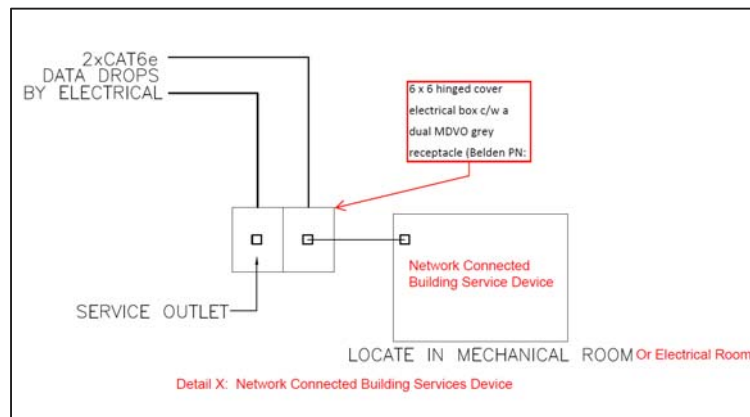 2xCAT6e
DATA DROPS
BY ELECTRICAL
6 x 6 hinged cover
electrical box c/w a
dual MDVO grey
receptacle (Belden PN:
Network Connected
Building Service Device
SERVICE OUTLET
LOCATE IN MECHANICAL ROOM Or Electrical Room
Detail X: Network Connected Building Services Device